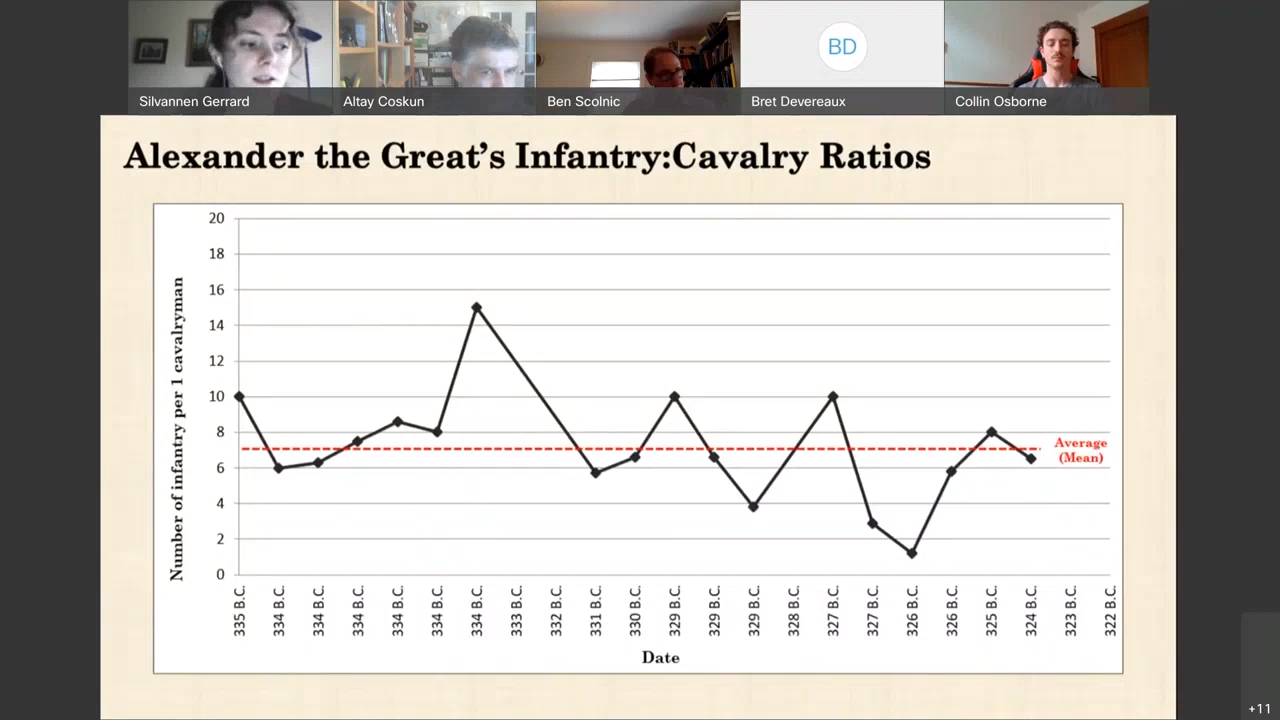 Silvannen Gerrard
Altay Coskun
Ben Scolnic
BD
Bret Devereaux
Collin Osborne
Alexander the Great's Infantry:Cavalry Ratios
Number of infantry per 1 cavalryman
20
18
16
14
12
10
8
6
4
2
0
Average
(Mean)
335 B.C.
334 B.C.
334 B.C.
334 B.C.
334 B.C.
334 B.C.
334 B.C.
333 B.C.
332 B.C.
331 B.C.
330 B.C.
329 B.C.
329 B.C.
329 B.C.
328 B.C.
327 B.C.
327 B.C.
326 B.C.
326 B.C.
325 B.C.
324 B.C.
323 B.C.
322 B.C.
Date
+11